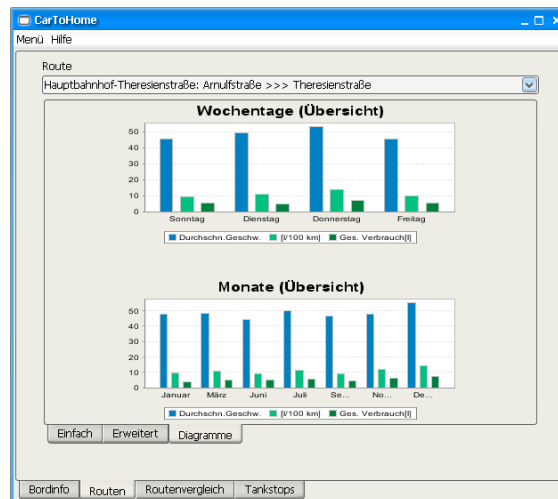 CarToHome
Menü Hilfe
Route
Hauptbahnhof-Theresienstraße: Arnulfstraße >>> Theresienstraße
Wochentage (Übersicht)
50
40
30
20
10
0
Sonntag Dienstag Donnerstag Freitag
Durchschn.Geschw. [l/100 km] Ges. Verbrauch[l]
Monate (Übersicht)
50
40
30
20
10
0
Januar März Juni Juli Se... No... De...
Durchschn.Geschw. [l/100 km] Ges. Verbrauch[l]
Einfach Erweitert Diagramme
Bordinfo Routen Routenvergleich Tankstops